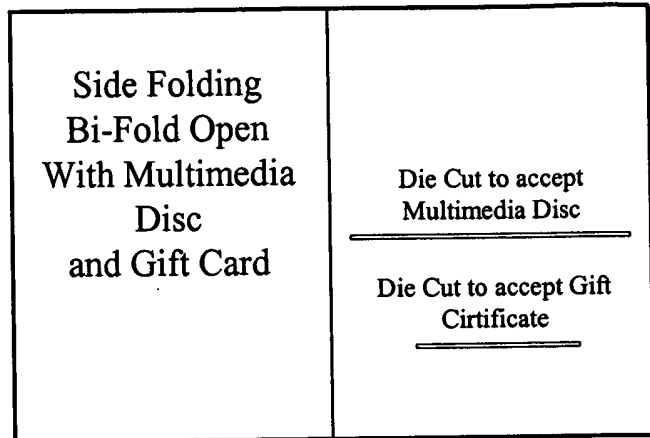 Side Folding
Bi-Fold Open
With Multimedia
Disc
and Gift Card
Die Cut to accept
Multimedia Disc
Die Cut to accept Gift
Cirtificate